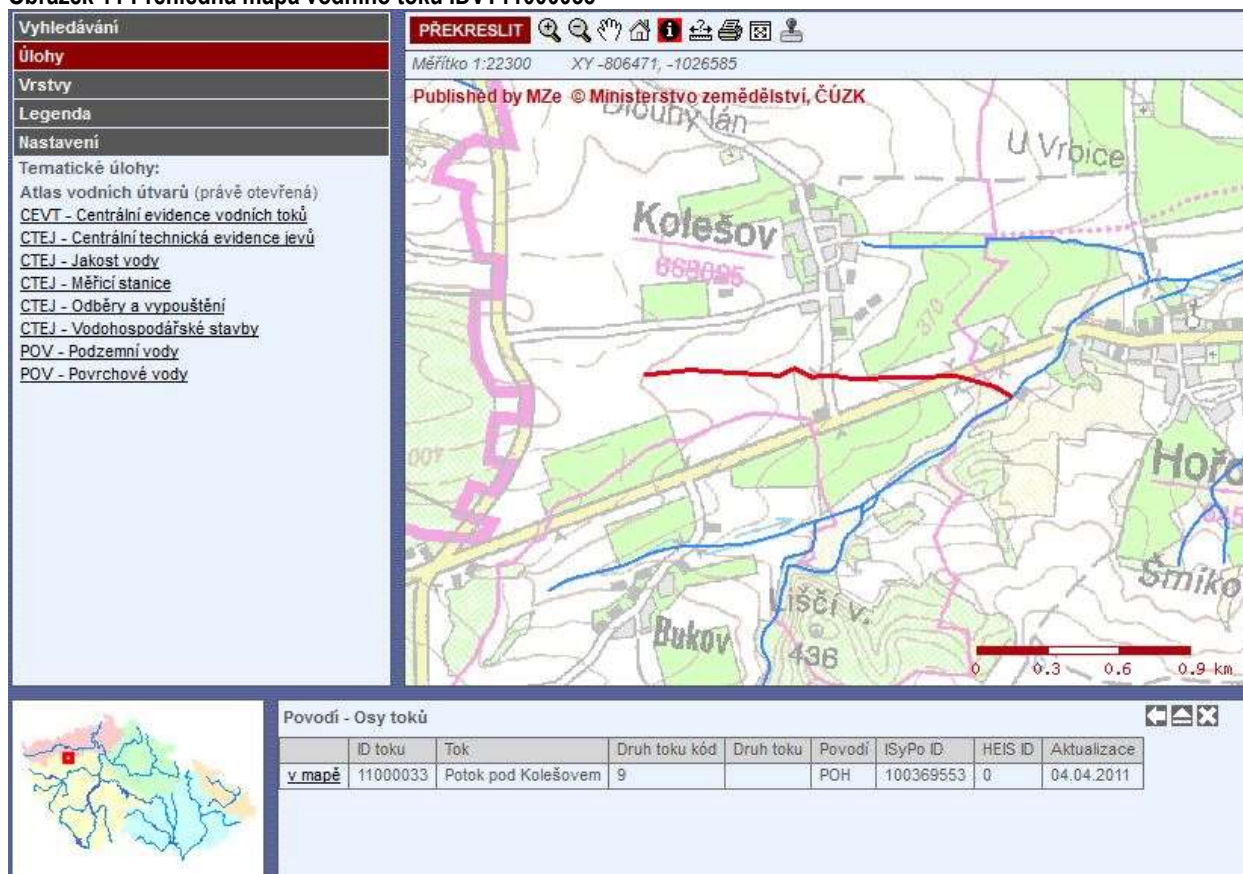 Vyhledávání
Úlohy
Vrstvy
Legenda
Nastavení
Tematické úlohy:
Atlas vodních útvarů (právě otevřená)
CEVT - Centrální evidence vodních toků
CTEJ - Centrální technická evidence jevů
CTEJ - Jakost vody
CTEJ - Měřicí stanice
CTEJ - Odběry a vypouštění
CTEJ - Vodohospodářské stavby
POV - Podzemní vody
POV - Povrchové vody
PŘEKRESLIT
Měřítko 1:22300 XY -806471, -1026585
Published by MZe © Ministerstvo zemědělství, ČÚZK
Dlouhý lán
U Vrbice
Kolešov
668095
370
400
Hořo
Šmiko
Liščí v.
436
Bukov
0 0.3 0.6 0.9 km
Povodí - Osy toků
ID toku Tok Druh toku kód Druh toku Povodí ISyPo ID HEIS ID Aktualizace
v mapě 11000033 Potok pod Kolešovem 9 POH 100369553 0 04.04.2011